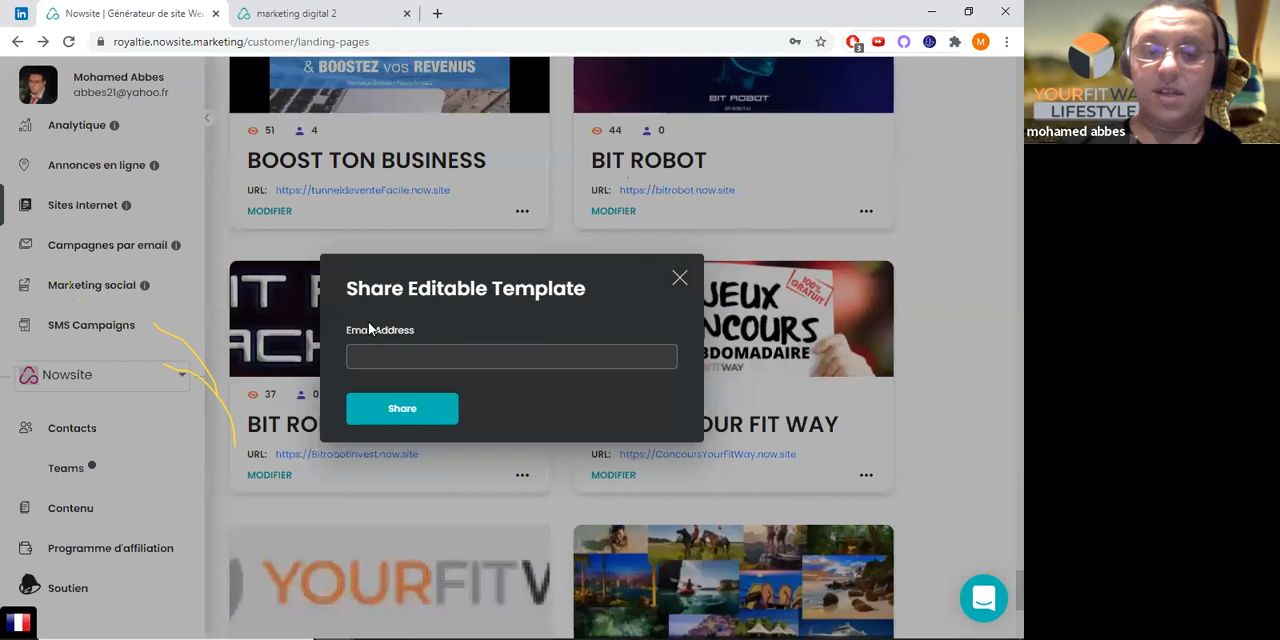 Nowsite | Générateur de site We
marketing digital 2
royaltie.nowsite.marketing/customer/landing-pages
3
M
Mohamed Abbes
abbes21@yahoo.fr
Analytique
Annonces en ligne
Sites Internet
Campagnes par email
Marketing social
SMS Campaigns
Nowsite
Contacts
Teams
Contenu
Programme d'affiliation
Soutien
& BOOSTEZ VOS REVENUS
51 4
BOOST TON BUSINESS
URL: https://tunneldeventeFacile.now.site
MODIFIER
BIT ROBOT
44 0
BIT ROBOT
URL: https://bitrobot.now.site
MODIFIER
Share Editable Template
Email Address
Share
37 0
BIT RO
URL: https://Bitrobotinvest.now.site
MODIFIER
JEUX
CONCOURS
100% GRATUIT
OUR FIT WAY
URL: https://ConcoursYourFitWay.now.site
MODIFIER
YOURFITW
YOURFITWA
LIFESTYLE
mohamed abbes